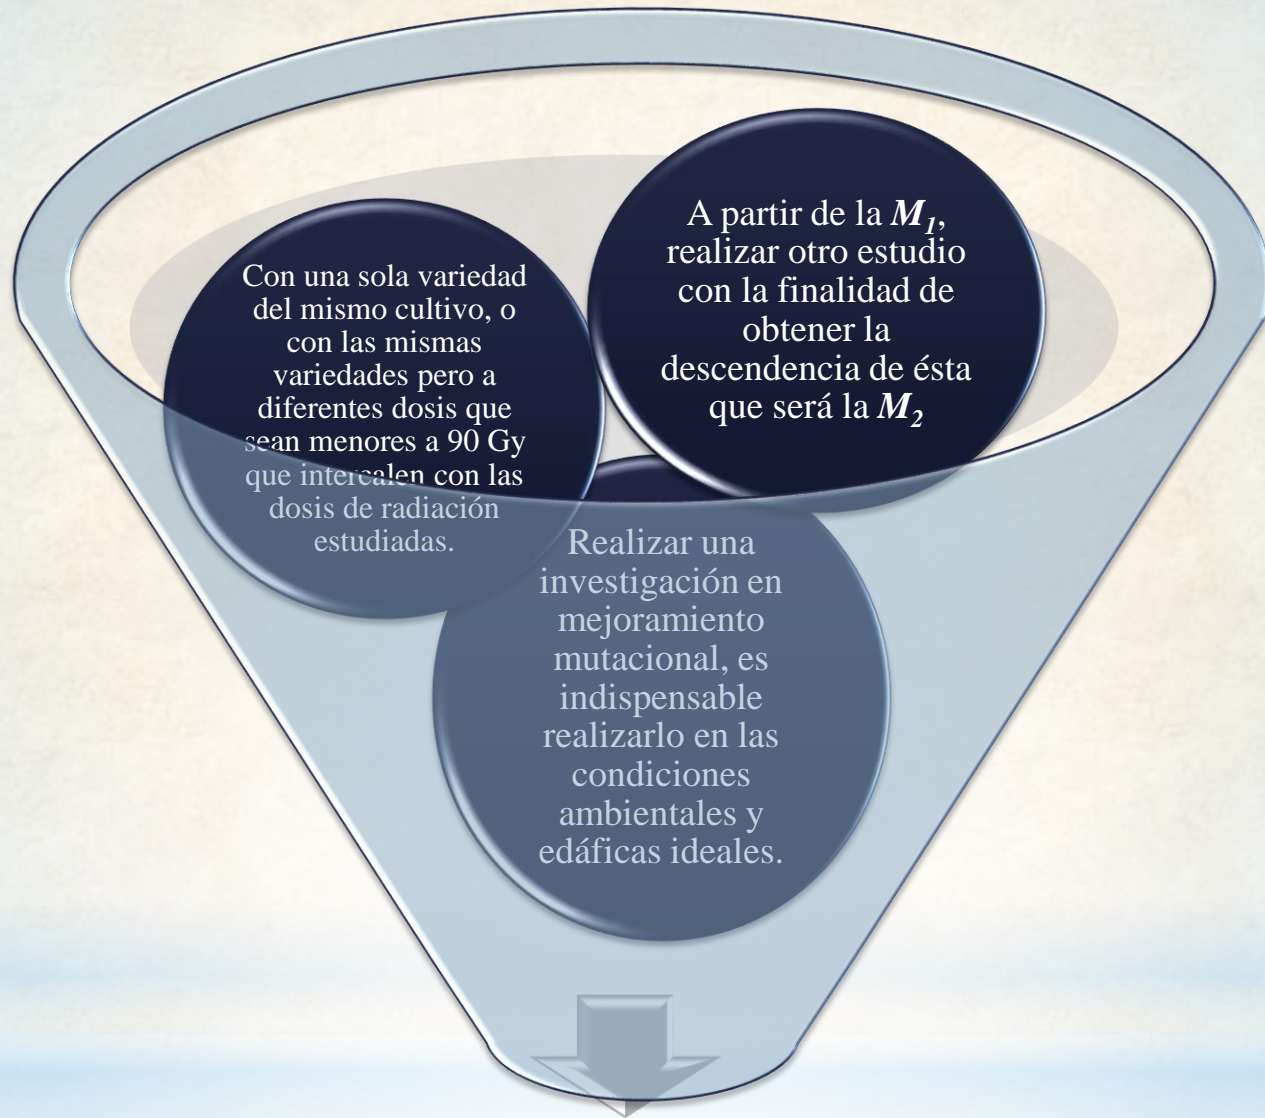 Con una sola variedad
del mismo cultivo, o
con las mismas
variedades pero a
diferentes dosis que
sean menores a 90 Gy
que intercalen con las
dosis de radiación
estudiadas.
A partir de la M₁,
realizar otro estudio
con la finalidad de
obtener la
descendencia de ésta
que será la M₂
Realizar una
investigación en
mejoramiento
mutacional, es
indispensable
realizarlo en las
condiciones
ambientales y
edáficas ideales.